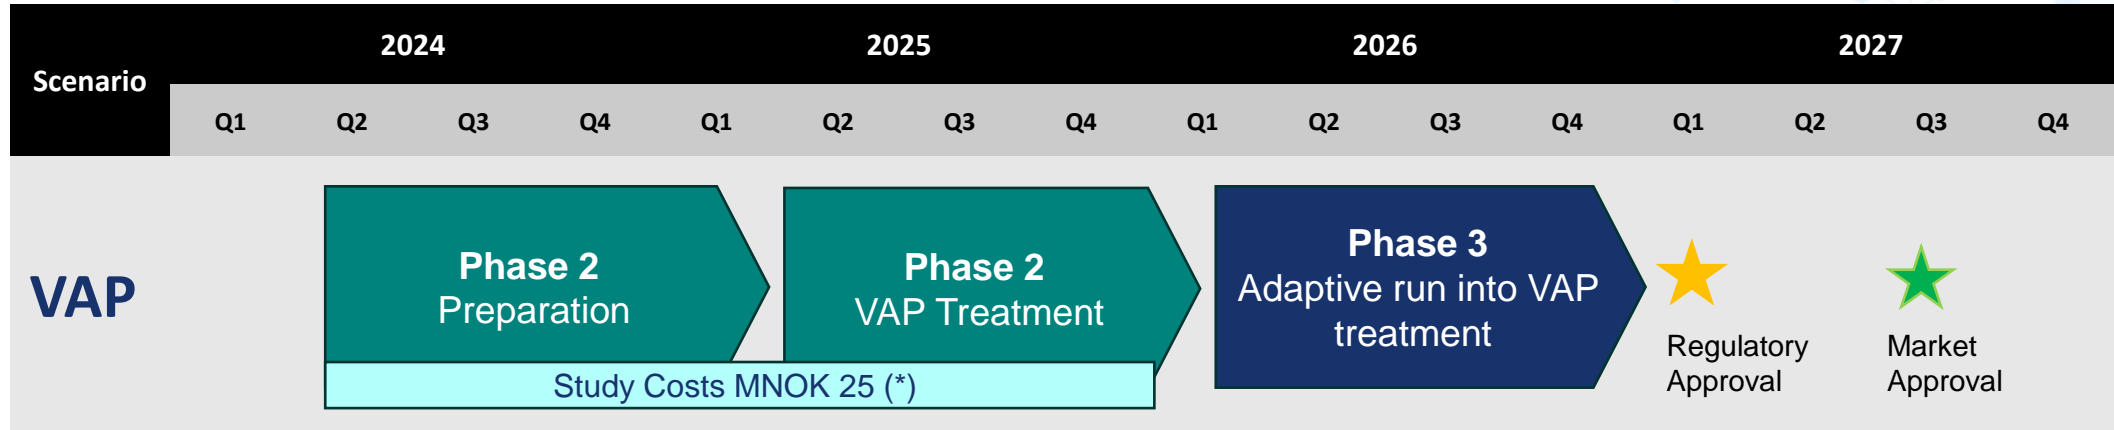 Scenario
2024 2025 2026 2027
Q1 Q2 Q3 Q4 Q1 Q2 Q3 Q4 Q1 Q2 Q3 Q4 Q1 Q2 Q3 Q4
VAP
Phase 2
Preparation
Phase 2
VAP Treatment
Study Costs MNOK 25 (*)
Phase 3
Adaptive run into VAP
treatment
Regulatory
Approval
Market
Approval